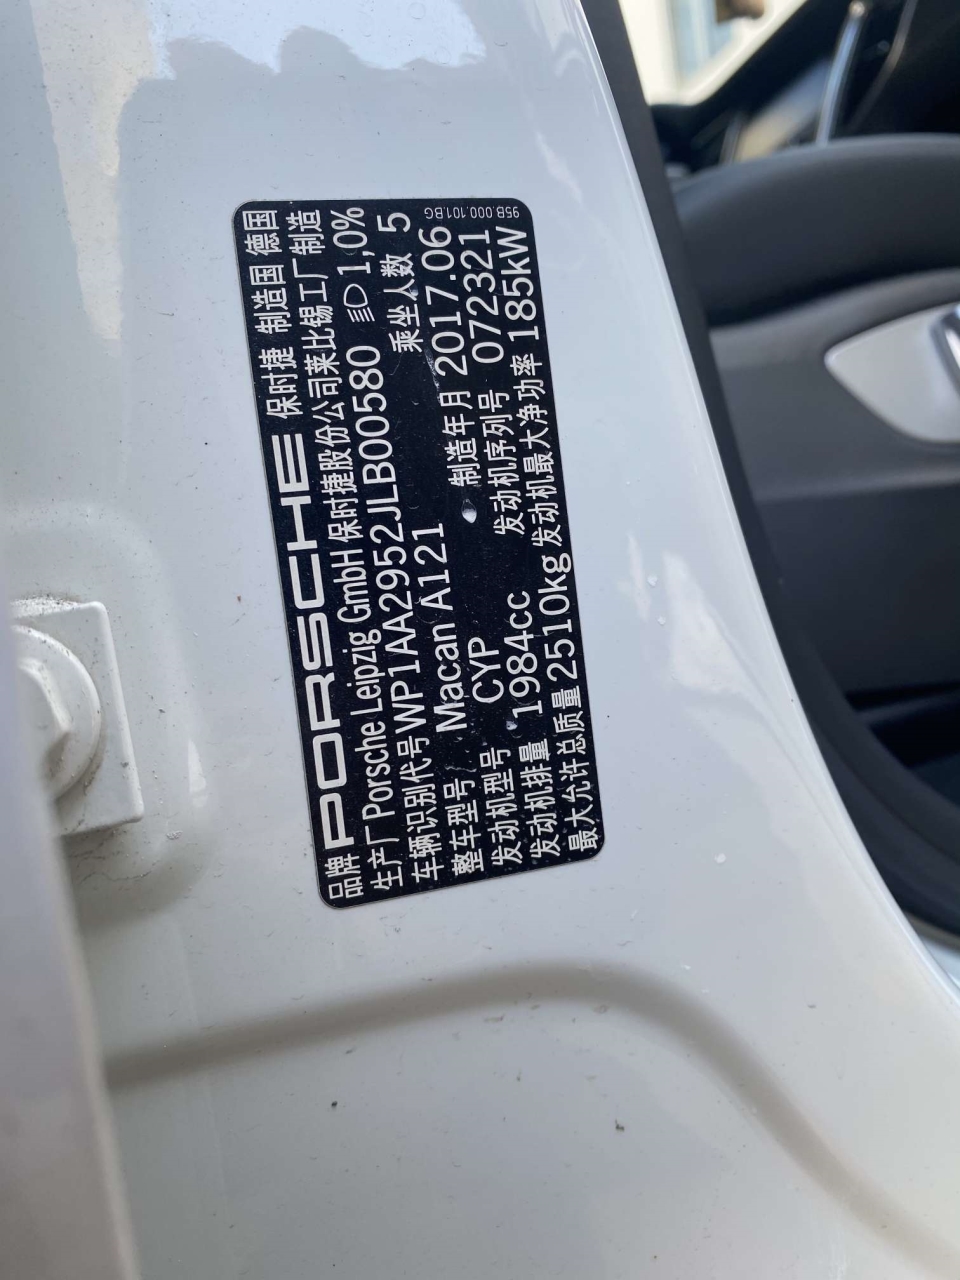 品牌 PORSCHE 保时捷 制造国 德国
生产厂 Porsche Leipzig GmbH 保时捷股份公司莱比锡工厂制造
车辆识别代号 WP1AA2952JLB00580 1,0%
整车型号 Macan A121 乘坐人数 5
发动机型号 CYP 制造年月 2017.06
发动机排量 1984cc 发动机序列号 072321
最大允许总质量 2510kg 发动机最大净功率 185kW
95B.000.101.BG